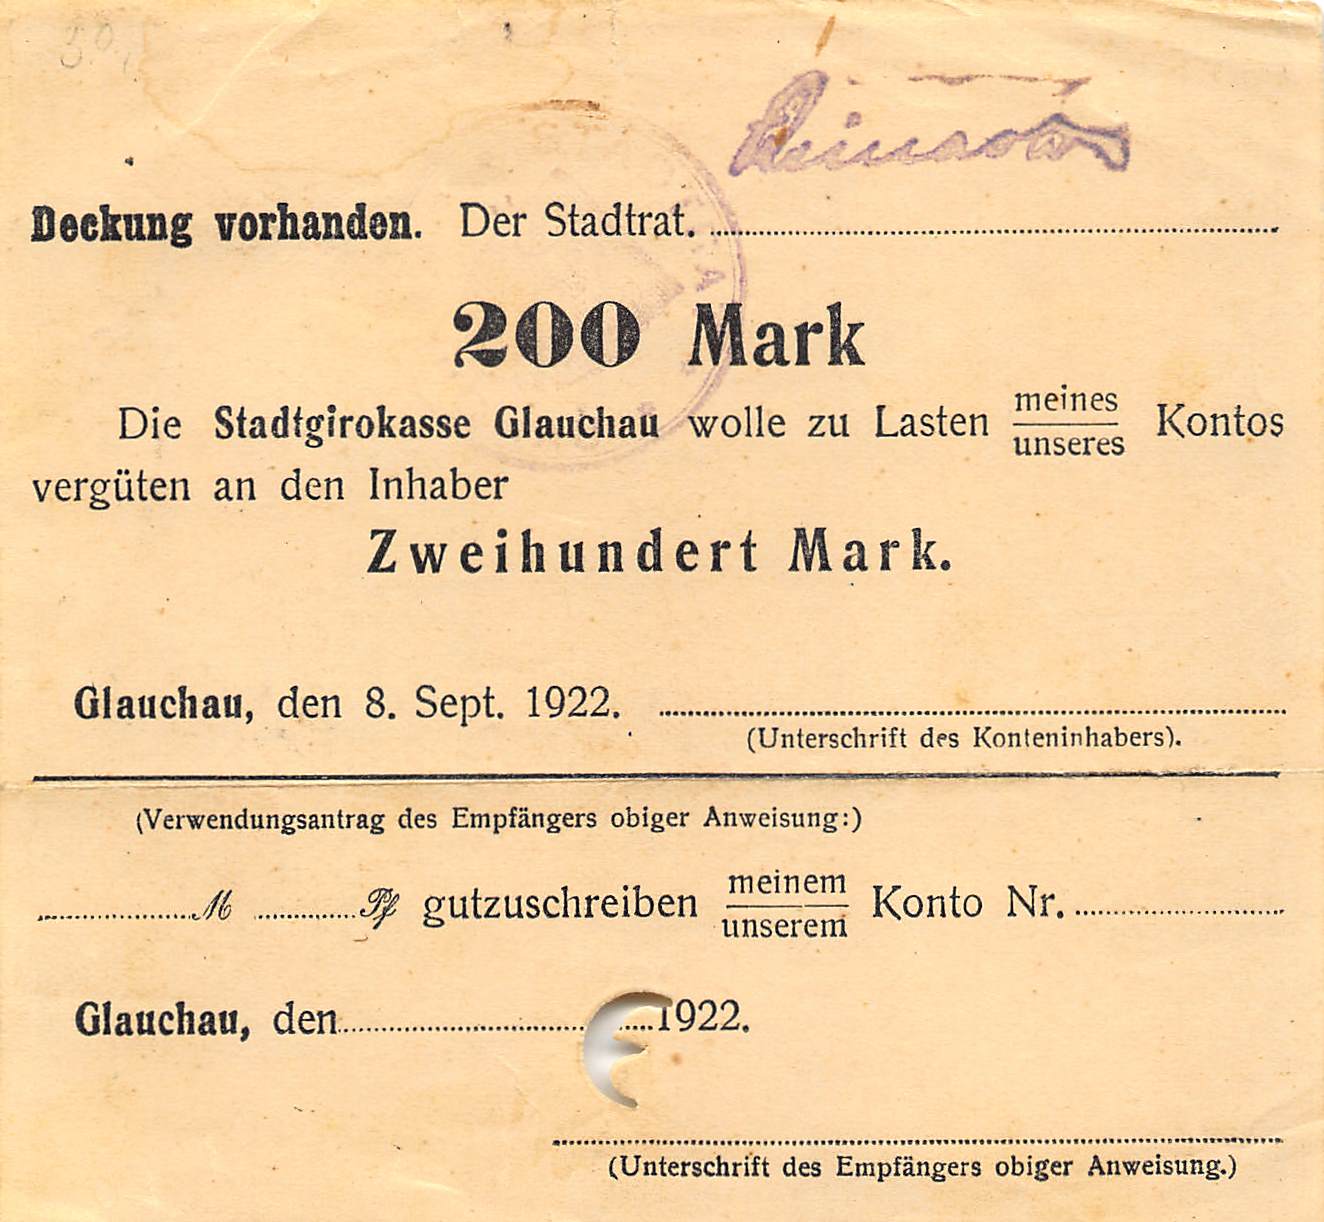 Deckung vorhanden. Der Stadtrat.
200 Mark
Die Stadtgirokasse Glauchau wolle zu Lasten meines Kontos
unseres
vergüten an den Inhaber
Zweihundert Mark.
Glauchau, den 8. Sept. 1922.
(Unterschrift des Konteninhabers).
(Verwendungsantrag des Empfängers obiger Anweisung:)
M Pf gutzuschreiben meinem Konto Nr.
unserem
Glauchau, den 1922.
(Unterschrift des Empfängers obiger Anweisung.)